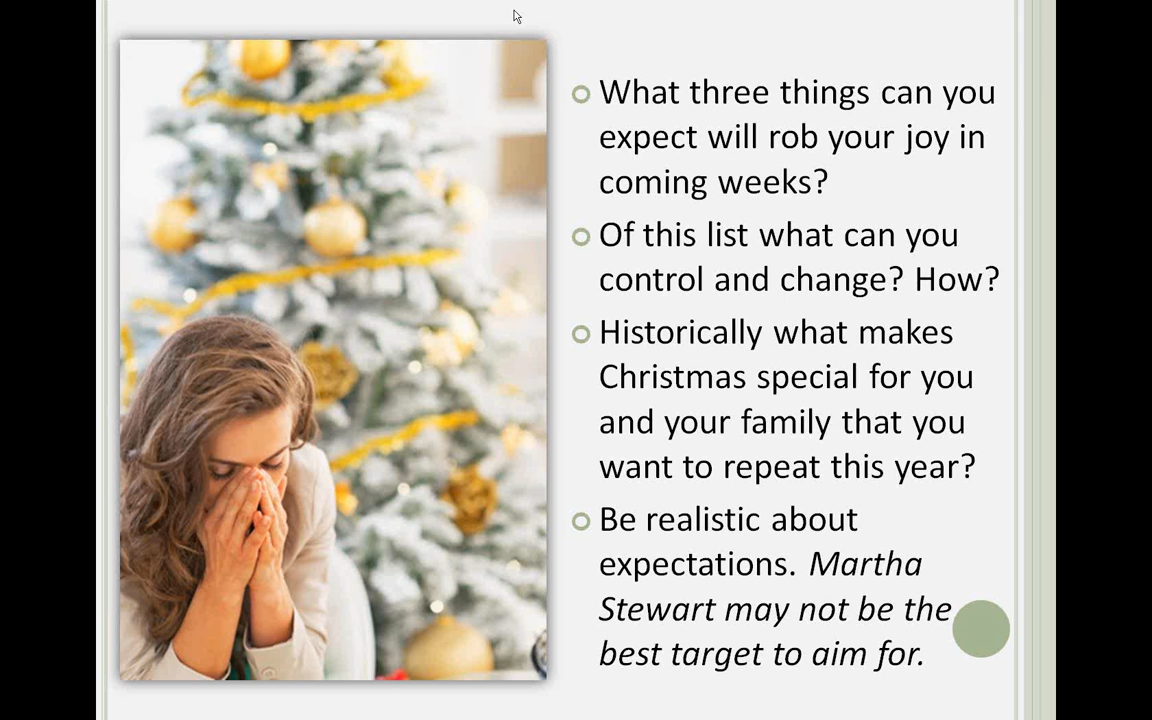 What three things can you
expect will rob your joy in
coming weeks?
Of this list what can you
control and change? How?
Historically what makes
Christmas special for you
and your family that you
want to repeat this year?
Be realistic about
expectations. Martha
Stewart may not be the
best target to aim for.